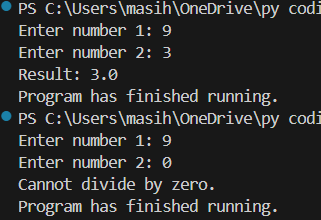 PS C:\Users\masih\OneDrive\py codi
Enter number 1: 9
Enter number 2: 3
Result: 3.0
Program has finished running.
PS C:\Users\masih\OneDrive\py codi
Enter number 1: 9
Enter number 2: 0
Cannot divide by zero.
Program has finished running.